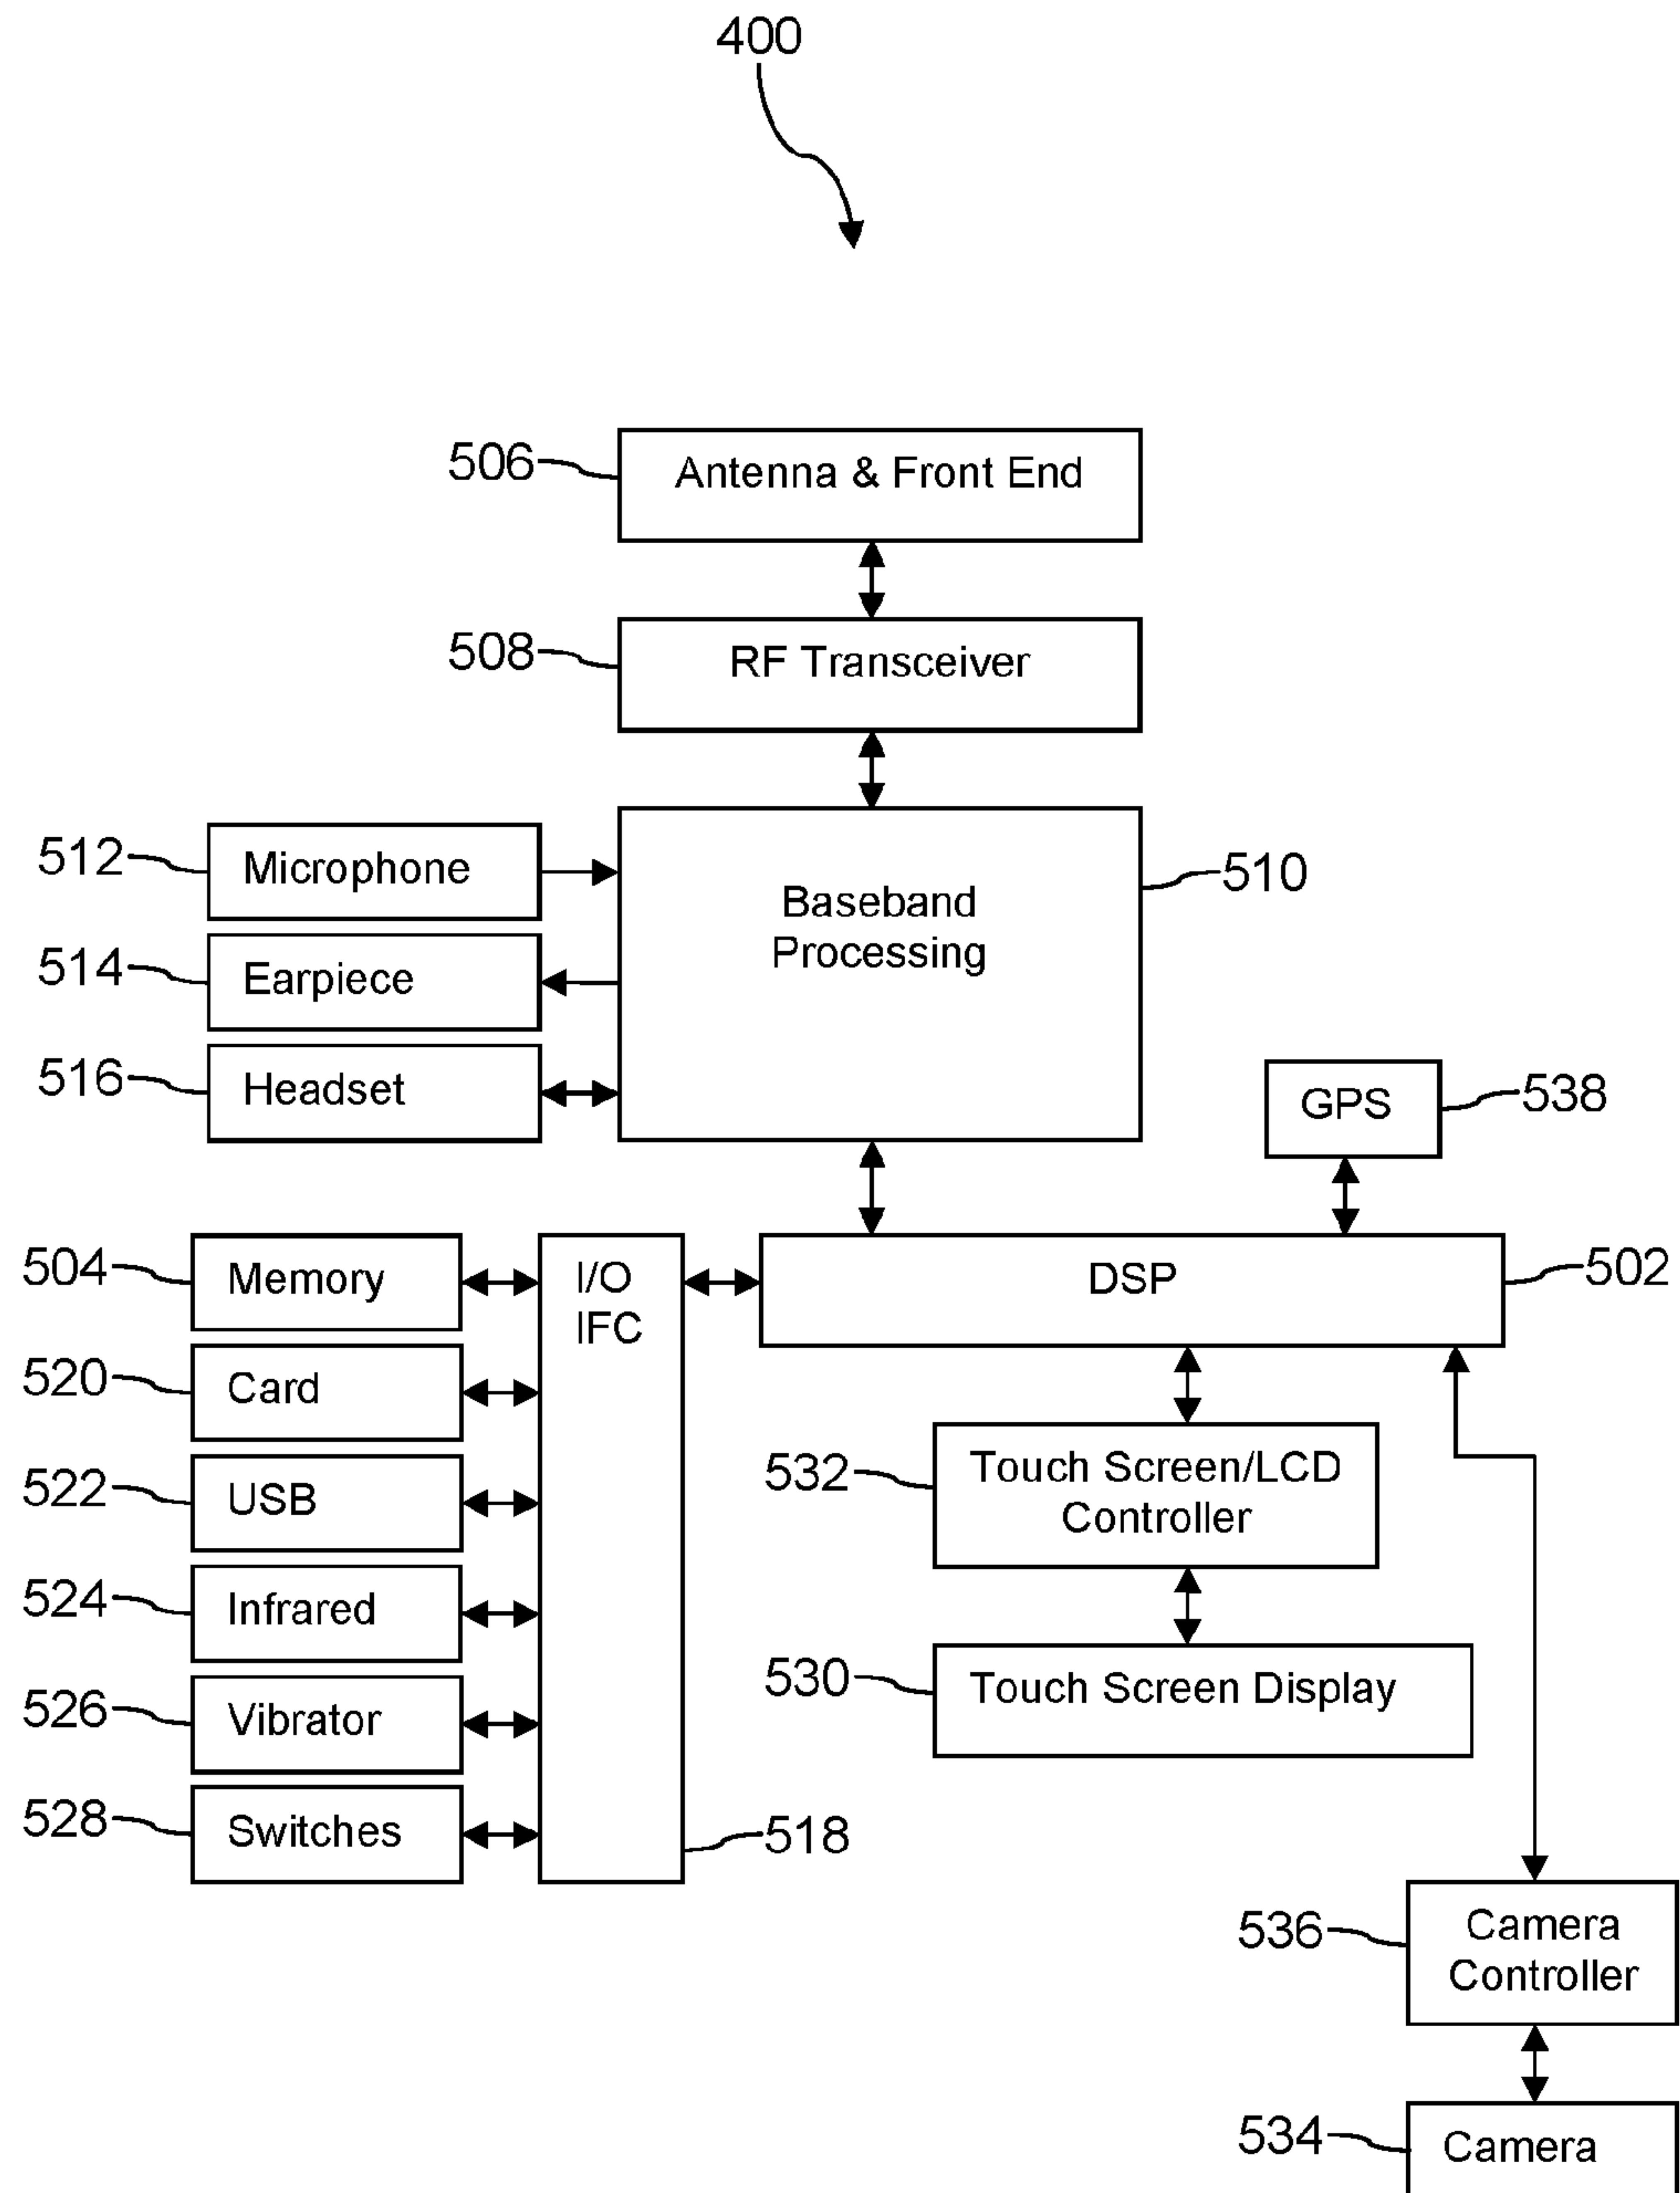 400
506
Antenna & Front End
508
RF Transceiver
512
Microphone
Baseband
Processing
510
514
Earpiece
516
Headset
GPS
538
504
Memory
I/O
IFC
DSP
502
520
Card
522
USB
532
Touch Screen/LCD
Controller
524
Infrared
526
Vibrator
530
Touch Screen Display
528
Switches
518
536
Camera
Controller
534
Camera